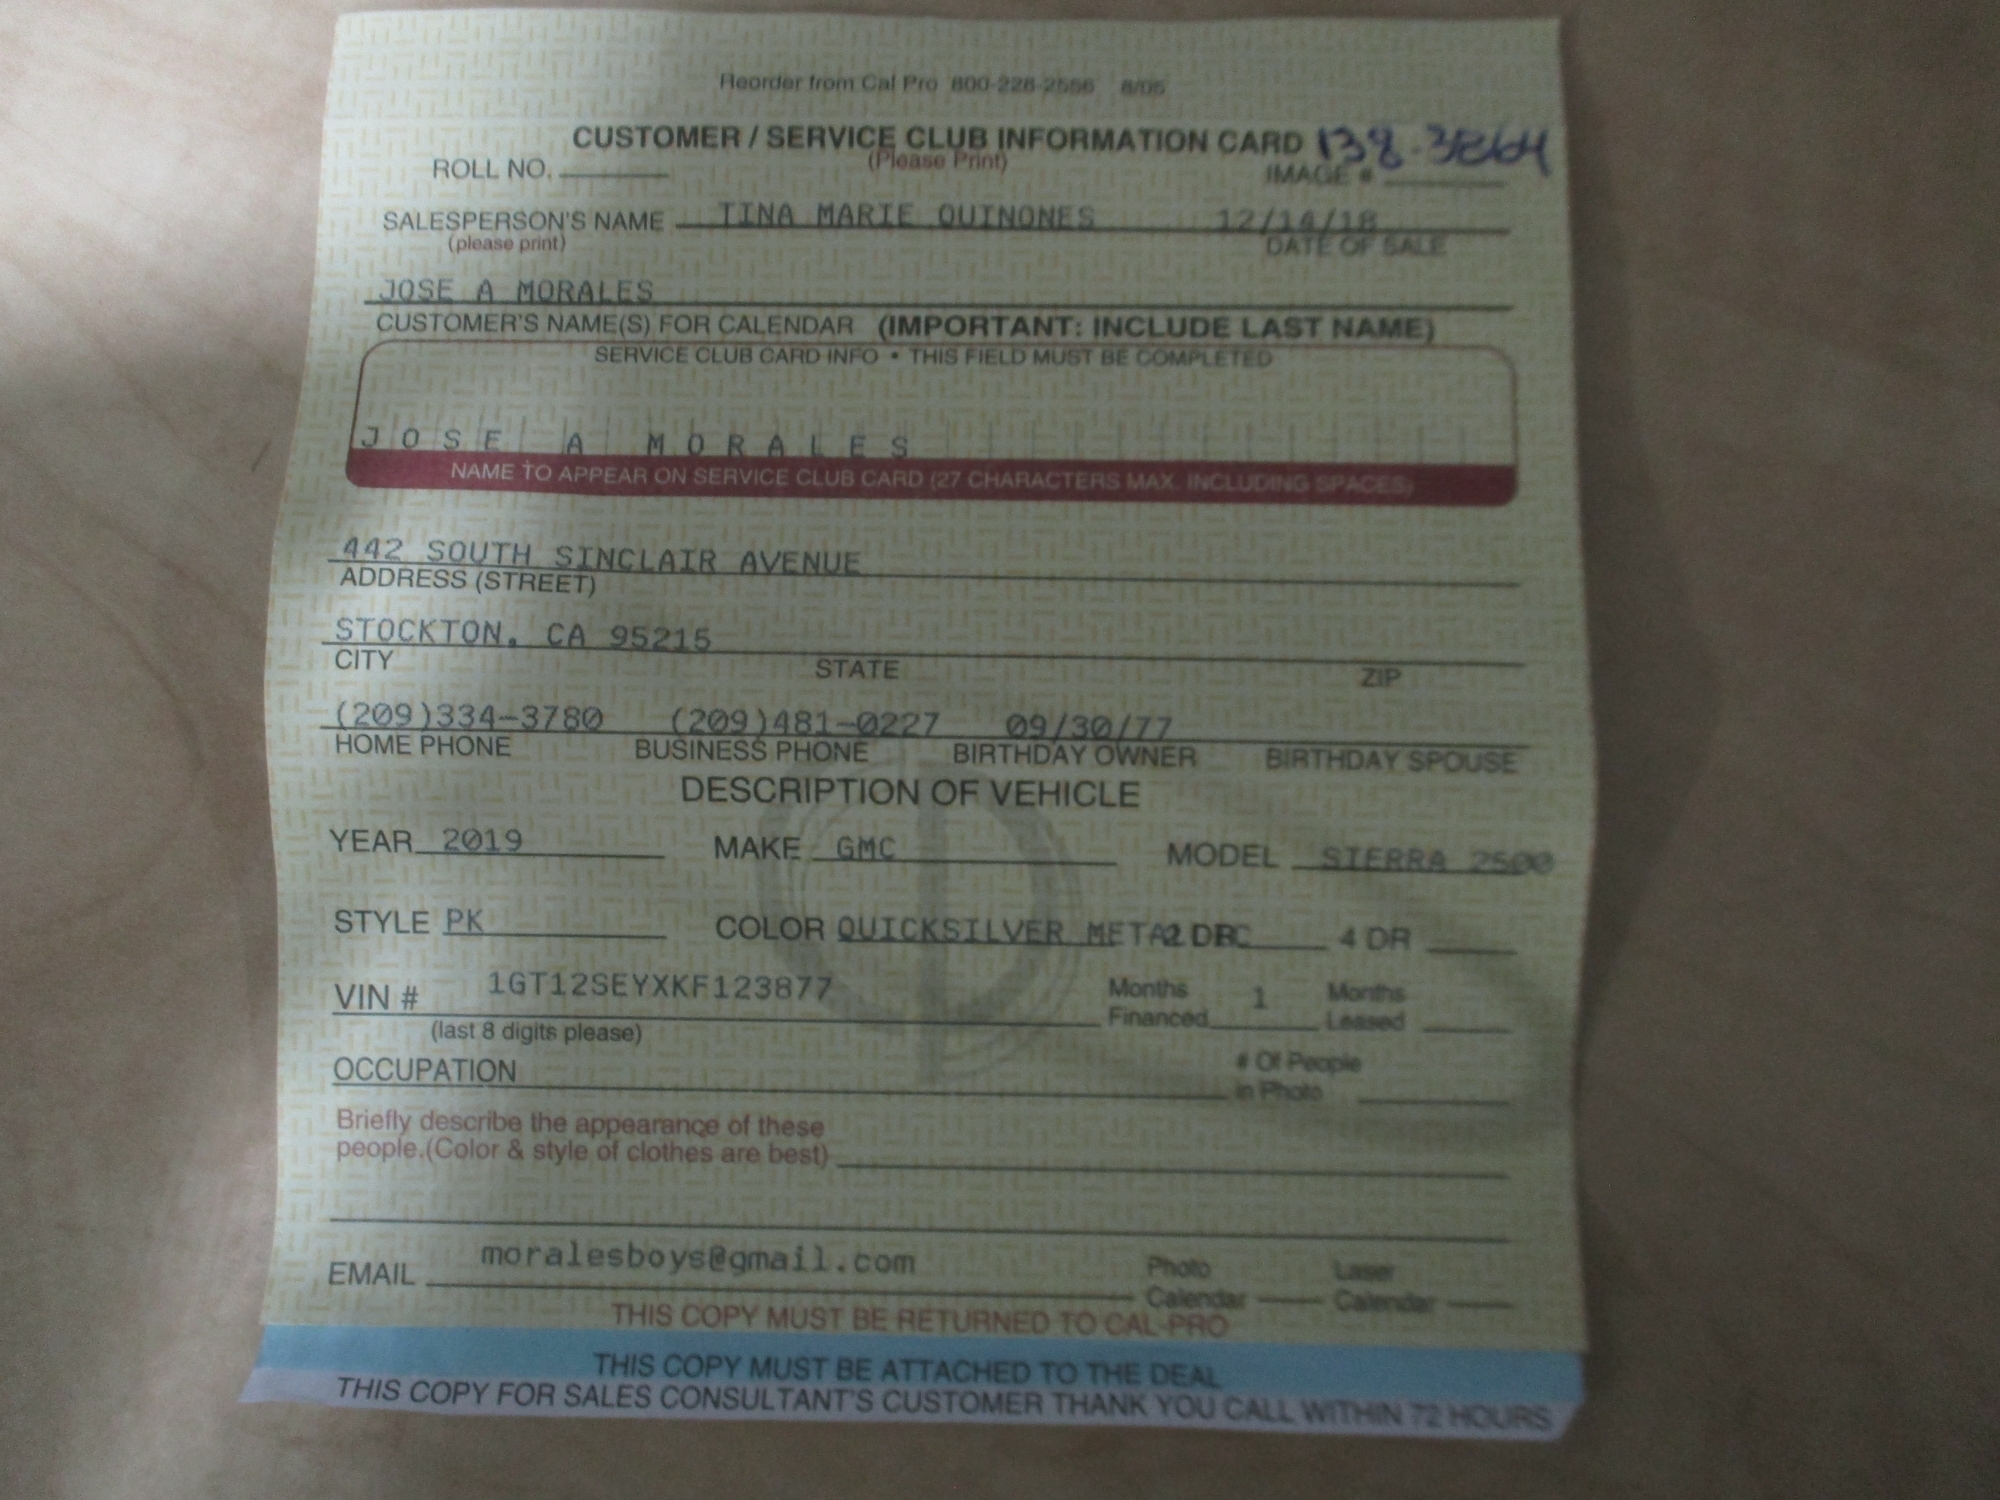 Reorder from Cal Pro 800-228-2556 8/05
CUSTOMER / SERVICE CLUB INFORMATION CARD 138-3864
ROLL NO. (Please Print) IMAGE #
SALESPERSON'S NAME TINA MARIE QUINONES 12/14/18
(please print) DATE OF SALE
JOSE A MORALES
CUSTOMER'S NAME(S) FOR CALENDAR (IMPORTANT: INCLUDE LAST NAME)
SERVICE CLUB CARD INFO • THIS FIELD MUST BE COMPLETED
JOSE A MORALES
NAME TO APPEAR ON SERVICE CLUB CARD (27 CHARACTERS MAX. INCLUDING SPACES)
442 SOUTH SINCLAIR AVENUE
ADDRESS (STREET)
STOCKTON, CA 95215
CITY STATE ZIP
(209)334-3780 (209)481-0227 09/30/77
HOME PHONE BUSINESS PHONE BIRTHDAY OWNER BIRTHDAY SPOUSE
DESCRIPTION OF VEHICLE
YEAR 2019 MAKE GMC MODEL SIERRA 2500
STYLE PK COLOR QUICKSILVER METALLIC 2 DR 4 DR
VIN # 1GT12SEYXKF123877 Months Financed 1 Months Leased
(last 8 digits please)
OCCUPATION # Of People in Photo
Briefly describe the appearance of these
people.(Color & style of clothes are best)
EMAIL moralesboys@gmail.com Photo Calendar Laser Calendar
THIS COPY MUST BE RETURNED TO CAL-PRO
THIS COPY MUST BE ATTACHED TO THE DEAL
THIS COPY FOR SALES CONSULTANT'S CUSTOMER THANK YOU CALL WITHIN 72 HOURS